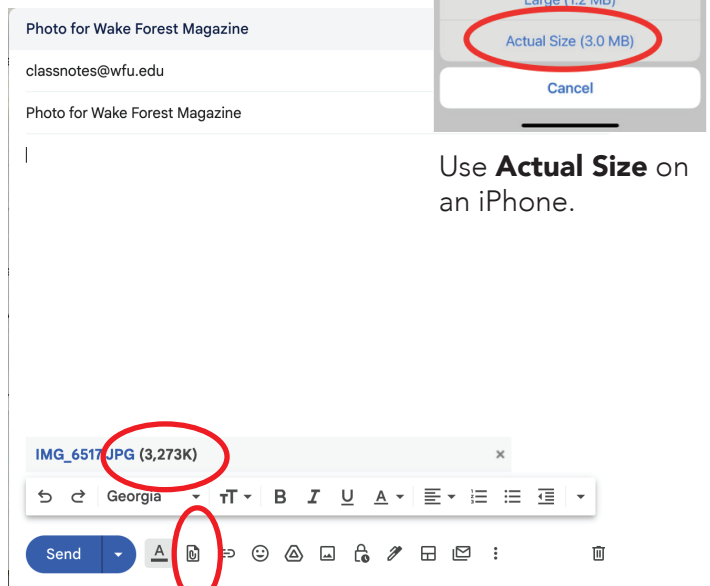 Photo for Wake Forest Magazine
classnotes@wfu.edu
Photo for Wake Forest Magazine
Large (1.2 MB)
Actual Size (3.0 MB)
Cancel
Use Actual Size on
an iPhone.
IMG_6517.JPG (3,273K)
Georgia
Send